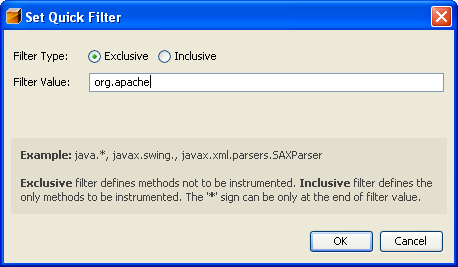 Set Quick Filter
Filter Type: Exclusive Inclusive
Filter Value: org.apache
Example: java.*, javax.swing., javax.xml.parsers.SAXParser
Exclusive filter defines methods not to be instrumented. Inclusive filter defines the
only methods to be instrumented. The '*' sign can be only at the end of filter value.
OK Cancel